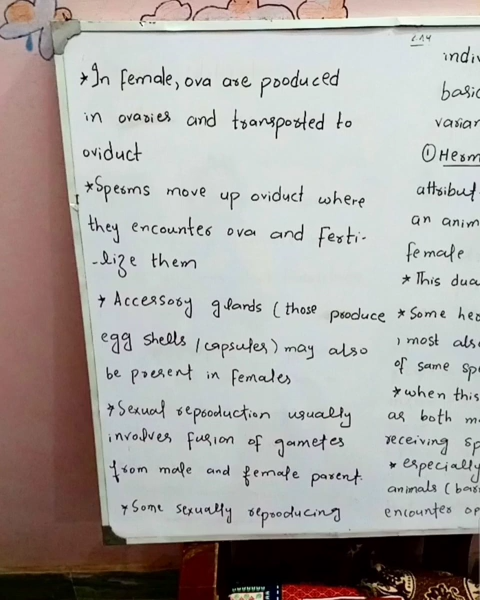 *In female, ova are produced
in ovaries and transported to
oviduct
*Sperms move up oviduct where
they encounter ova and Ferti-
-lize them
* Accessory glands (those produce
egg shells / capsules) may also
be present in females
*Sexual reproduction usually
involves fusion of gametes
from male and female parent.
*Some sexually reproducing
basic
① Herm
attribut
an anim
female
* This dua
* Some he
, most als
of same sp
*when this
as both m
receiving sp
* especially
animals (bar
encounter op